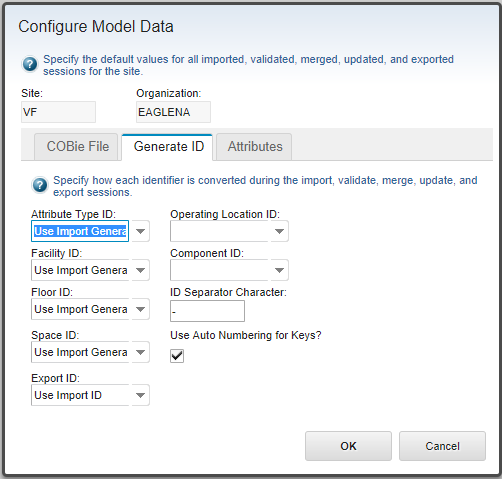 Configure Model Data
Specify the default values for all imported, validated, merged, updated, and exported
sessions for the site.
Site: Organization:
VF EAGLENA
COBie File Generate ID Attributes
Specify how each identifier is converted during the import, validate, merge, update, and
export sessions.
Attribute Type ID: Operating Location ID:
Use Import Genera
Facility ID: Component ID:
Use Import Genera
Floor ID: ID Separator Character:
Use Import Genera -
Space ID: Use Auto Numbering for Keys?
Use Import Genera
Export ID:
Use Import ID
OK Cancel